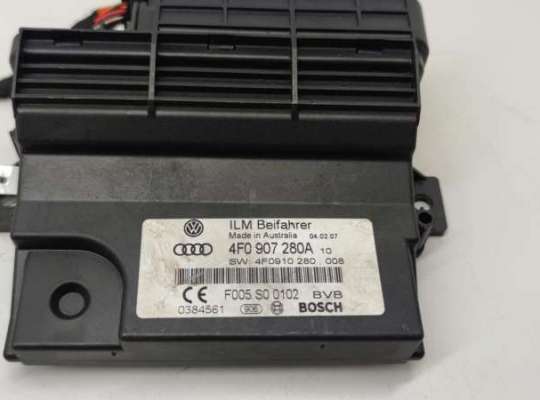 ILM Beifahrer
Made in Australia 04.02.07
4F0 907 280A 10
SW: 4F0910 280 .. 008
F005 S0 0102 BVB
0384561 BOSCH